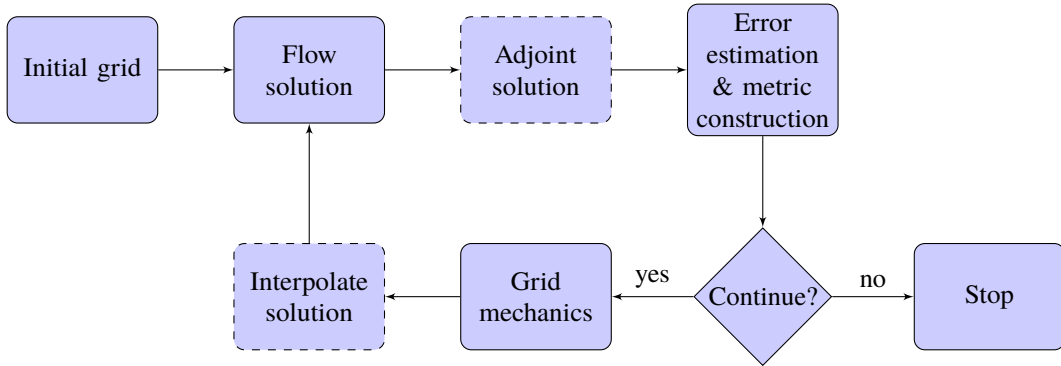 Initial grid
Flow
solution
Adjoint
solution
Error
estimation
& metric
construction
Interpolate
solution
Grid
mechanics
yes
Continue?
no
Stop